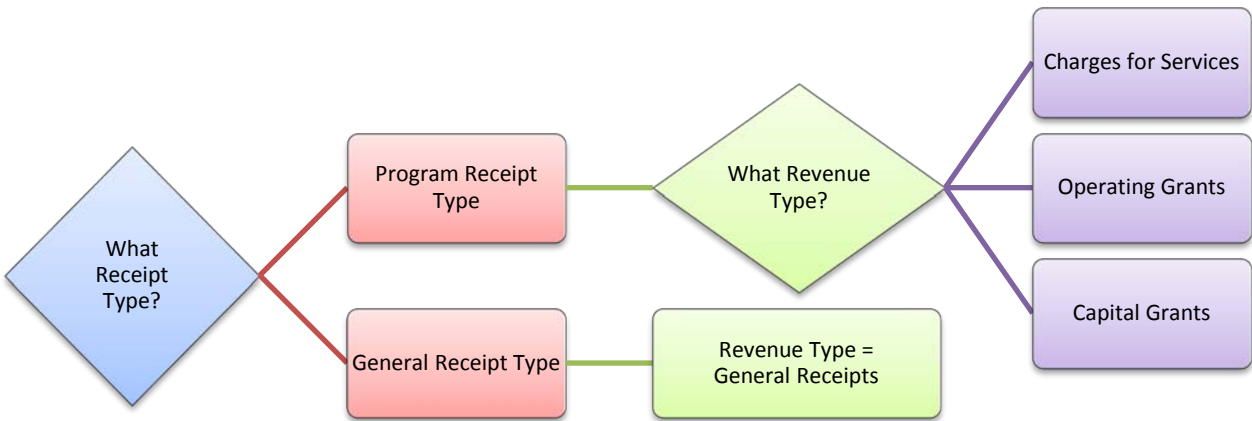 What
Receipt
Type?
Program Receipt
Type
General Receipt Type
What Revenue
Type?
Revenue Type =
General Receipts
Charges for Services
Operating Grants
Capital Grants